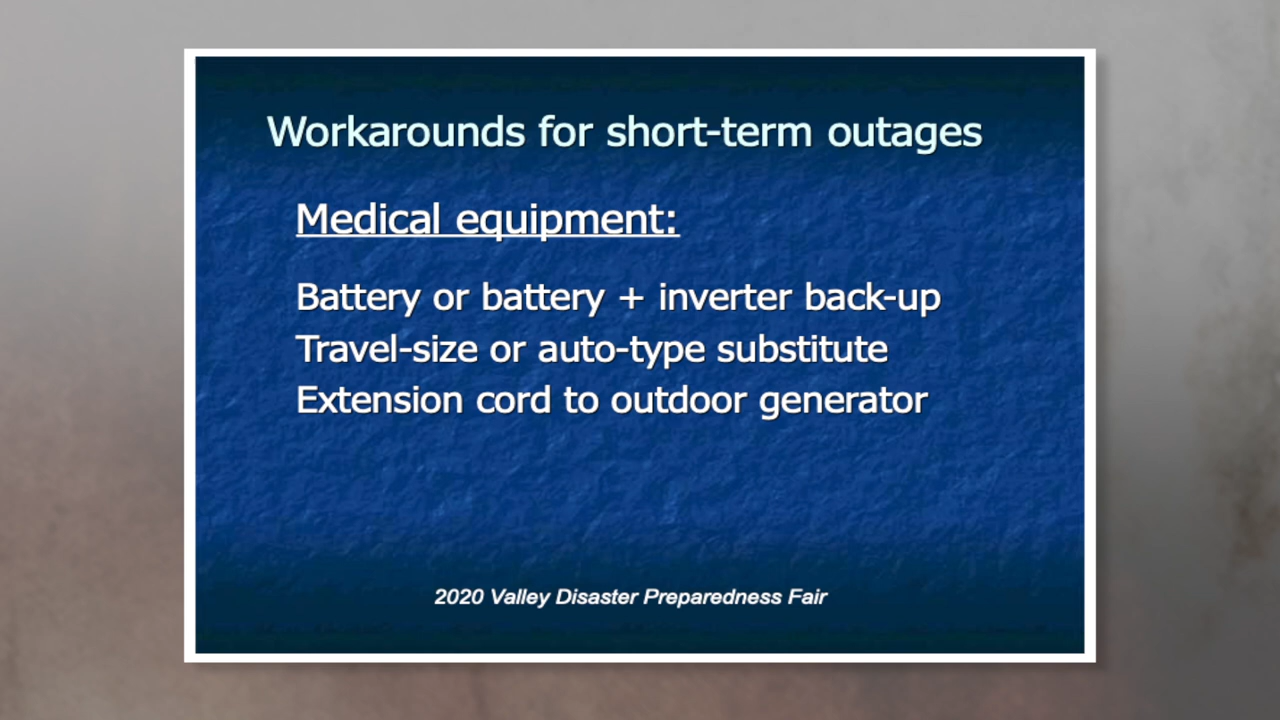 Workarounds for short-term outages
Medical equipment:
Battery or battery + inverter back-up
Travel-size or auto-type substitute
Extension cord to outdoor generator
2020 Valley Disaster Preparedness Fair